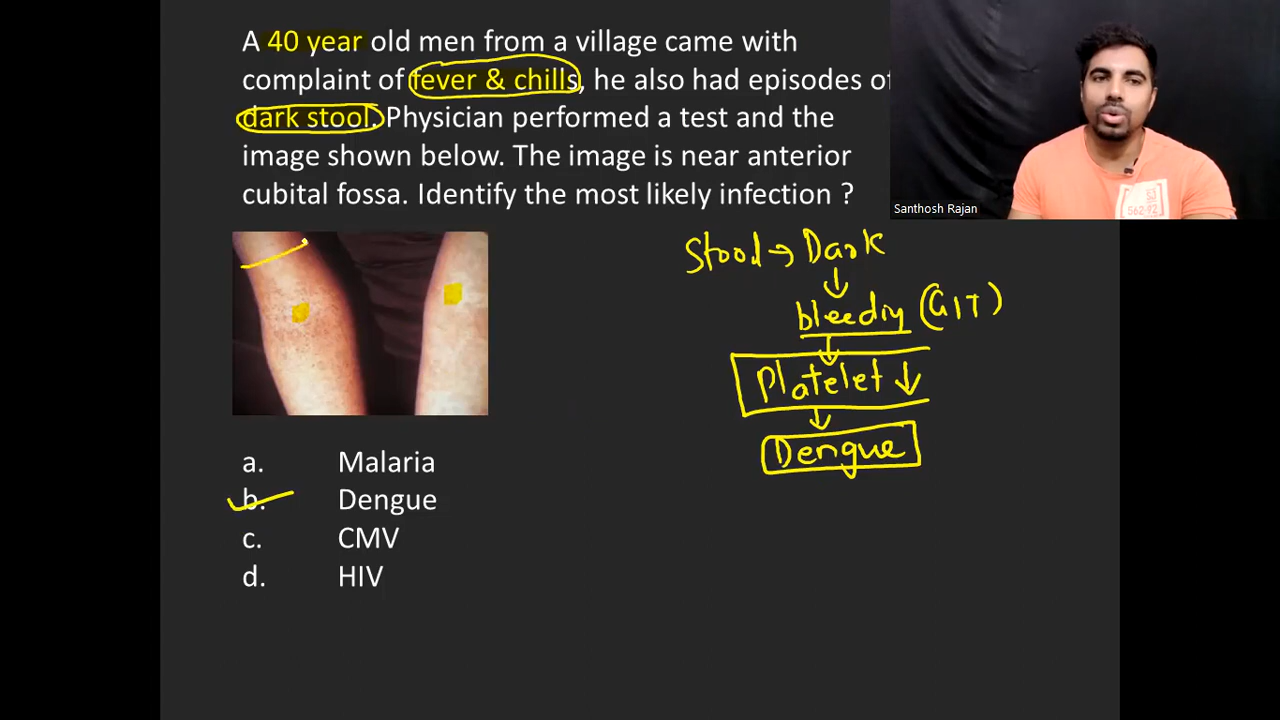 A 40 year old men from a village came with
complaint of fever & chills, he also had episodes of
dark stool. Physician performed a test and the
image shown below. The image is near anterior
cubital fossa. Identify the most likely infection ?
Santhosh Rajan
Stool → Dark
↓
bleeding (GIT)
↓
Platelet ↓
↓
Dengue
a. Malaria
b. Dengue
c. CMV
d. HIV